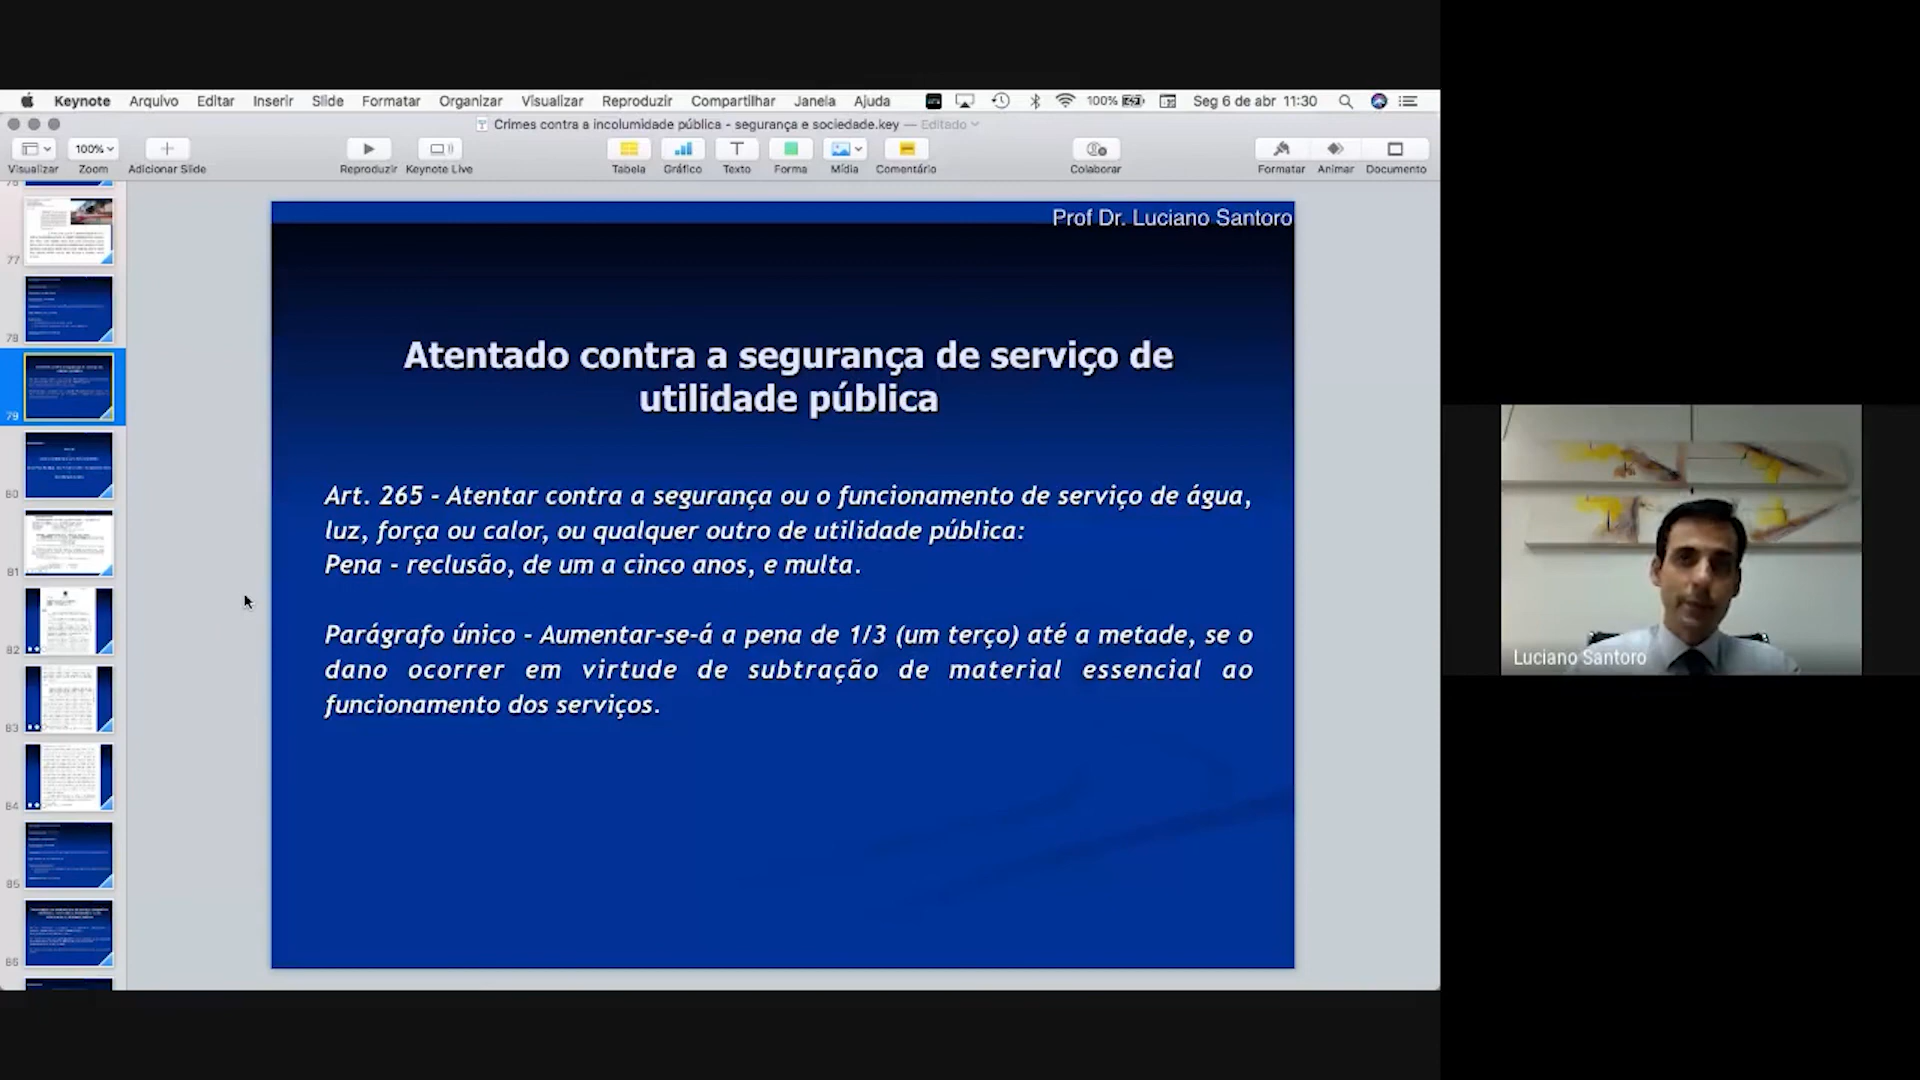 Keynote Arquivo Editar Inserir Slide Formatar Organizar Visualizar Reproduzir Compartilhar Janela Ajuda 100% Seg 6 de abr 11:30
Crimes contra a incolumidade pública - segurança e sociedade.key — Editado
100%
Visualizar Zoom Adicionar Slide Reproduzir Keynote Live Tabela Gráfico Texto Forma Mídia Comentário Colaborar Formatar Animar Documento
77
78
79
80
81
82
83
84
85
86
Prof Dr. Luciano Santoro
Atentado contra a segurança de serviço de
utilidade pública
Art. 265 - Atentar contra a segurança ou o funcionamento de serviço de água,
luz, força ou calor, ou qualquer outro de utilidade pública:
Pena - reclusão, de um a cinco anos, e multa.
Parágrafo único - Aumentar-se-á a pena de 1/3 (um terço) até a metade, se o
dano ocorrer em virtude de subtração de material essencial ao
funcionamento dos serviços.
Luciano Santoro